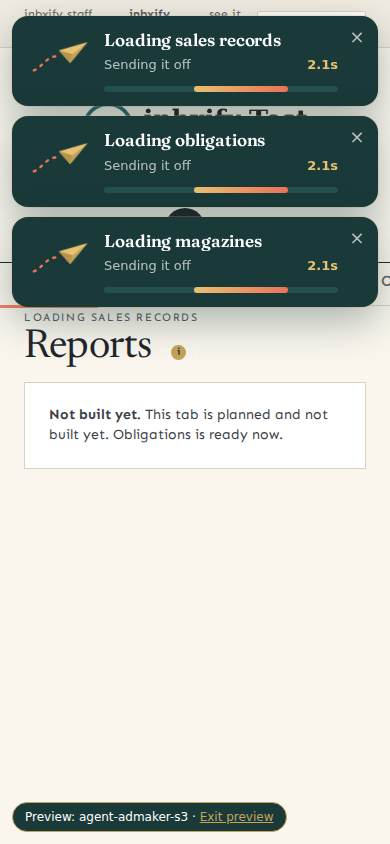 inbxify staff inbxify see it
Loading sales records
Sending it off 2.1s
inbxify Test
Loading obligations
Sending it off 2.1s
Loading magazines
Sending it off 2.1s
LOADING SALES RECORDS
Reports
i
Not built yet. This tab is planned and not
built yet. Obligations is ready now.
Preview: agent-admaker-s3 · Exit preview